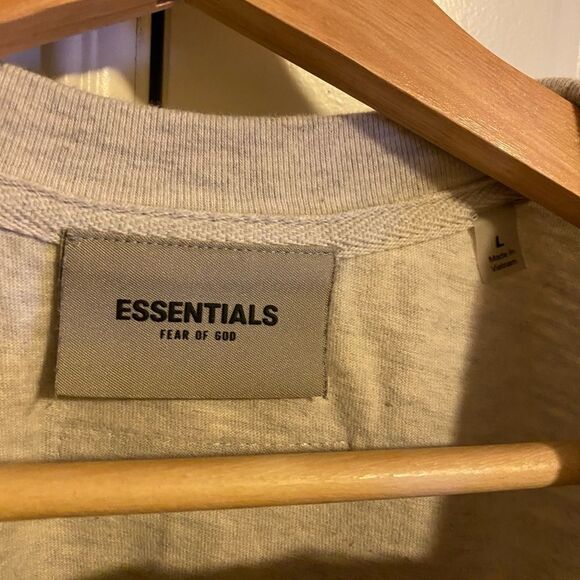 ESSENTIALS
FEAR OF GOD
L
Made in
Vietnam